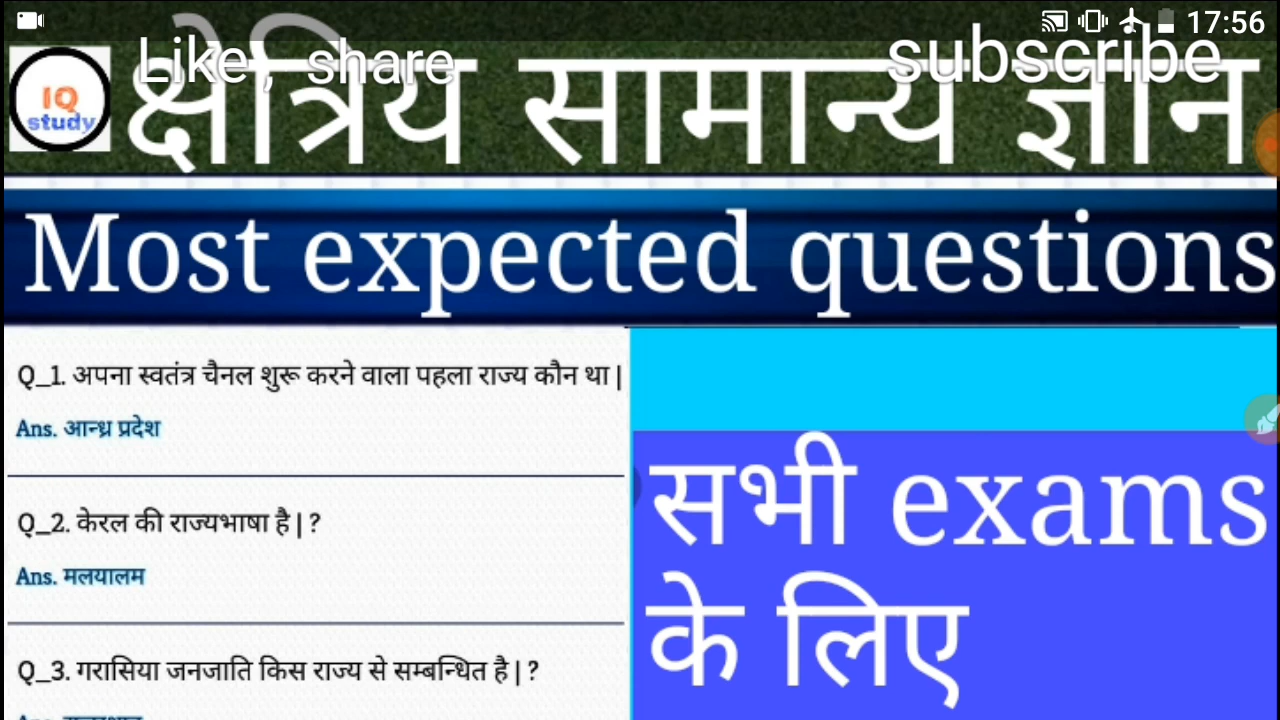 17:56
Like, share
subscribe
IQ
study
क्षेत्रिय सामान्य ज्ञान
Most expected questions
Q_1. अपना स्वतंत्र चैनल शुरू करने वाला पहला राज्य कौन था |
Ans. आन्ध्र प्रदेश
Q_2. केरल की राज्यभाषा है | ?
Ans. मलयालम
Q_3. गरासिया जनजाति किस राज्य से सम्बन्धित है | ?
सभी exams
के लिए